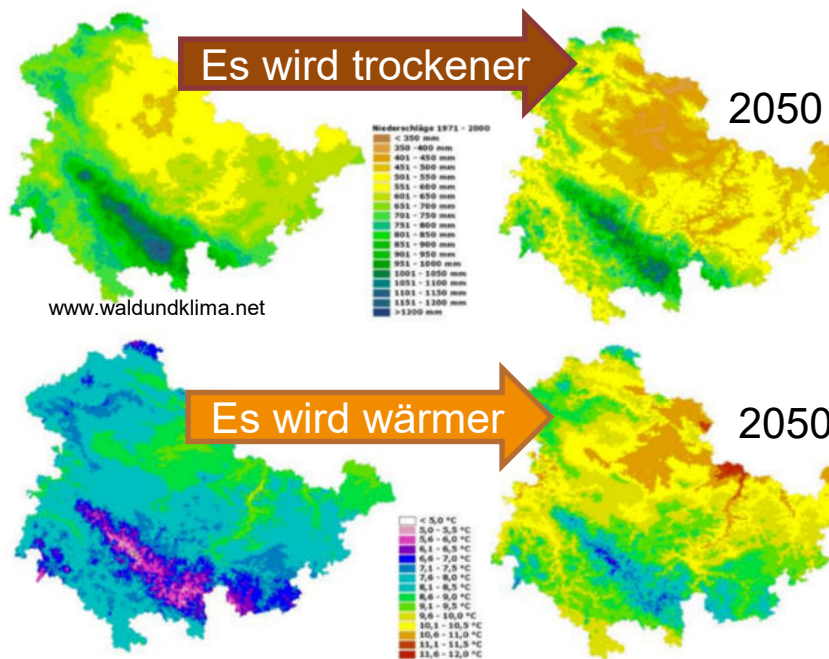 Es wird trockener
2050
Niederschläge 1971 - 2000
< 350 mm
350 -400 mm
401 - 450 mm
451 - 500 mm
501 - 550 mm
551 - 600 mm
601 - 650 mm
651 - 700 mm
701 - 750 mm
751 - 800 mm
801 - 850 mm
851 - 900 mm
901 - 950 mm
951 - 1000 mm
1001 - 1050 mm
1051 - 1100 mm
1101 - 1150 mm
1151 - 1200 mm
>1200 mm
www.waldundklima.net
Es wird wärmer
2050
< 5,0 °C
5,0 - 5,5 °C
5,6 - 6,0 °C
6,1 - 6,5 °C
6,6 - 7,0 °C
7,1 - 7,5 °C
7,6 - 8,0 °C
8,1 - 8,5 °C
8,6 - 9,0 °C
9,1 - 9,5 °C
9,6 - 10,0 °C
10,1 - 10,5 °C
10,6 - 11,0 °C
11,1 - 11,5 °C
11,6 - 12,0 °C